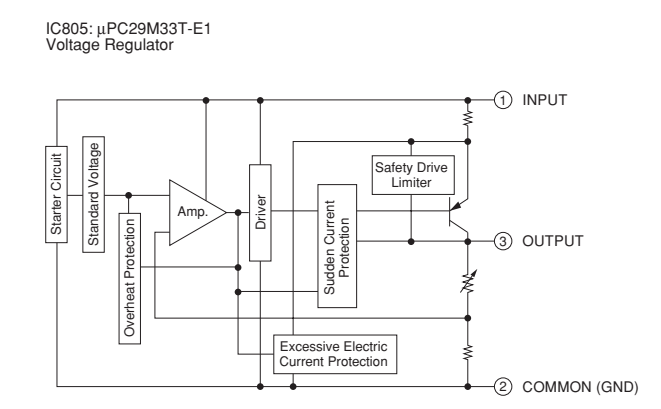 IC805: μPC29M33T-E1
Voltage Regulator
1 INPUT
Starter Circuit
Standard Voltage
Overheat Protection
Amp.
Driver
Sudden Current
Protection
Safety Drive
Limiter
3 OUTPUT
Excessive Electric
Current Protection
2 COMMON (GND)